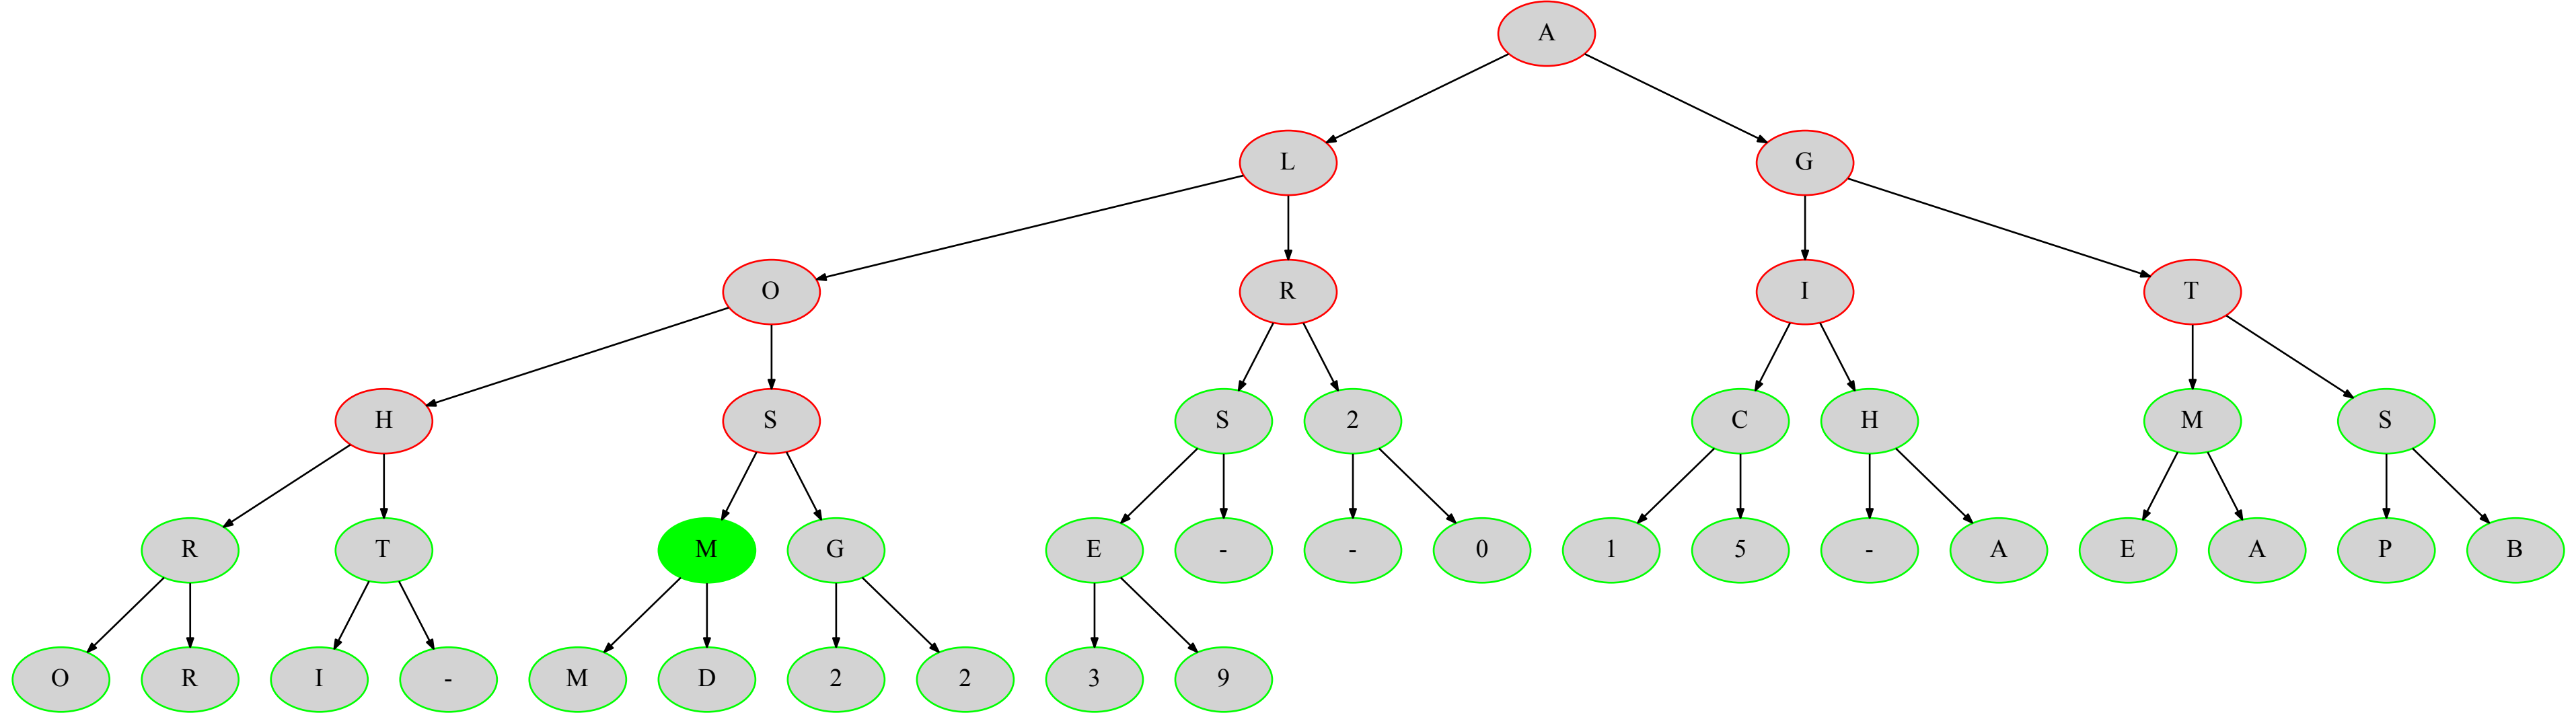 A
L G
O R I T
H S S 2 C H M S
R T M G E - - 0 1 5 - A E A P B
O R I - M D 2 2 3 9